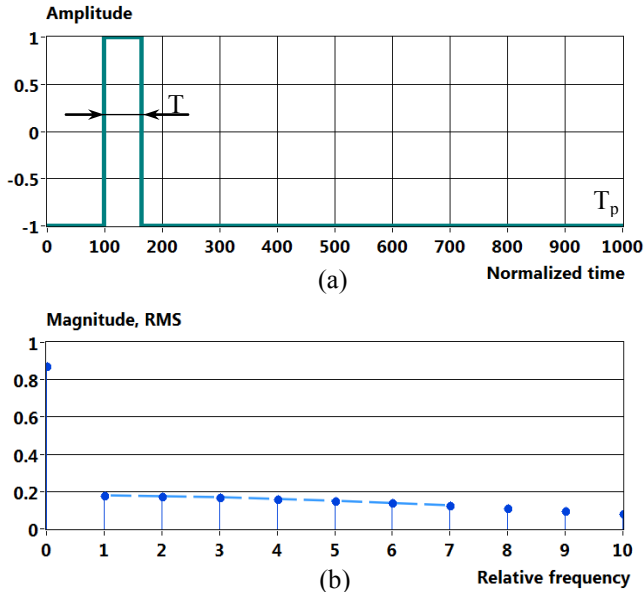 Amplitude
1
0.5
T
0
-0.5
Tp
-1
0 100 200 300 400 500 600 700 800 900 1000
Normalized time
(a)
Magnitude, RMS
1
0.8
0.6
0.4
0.2
0
0 1 2 3 4 5 6 7 8 9 10
(b)
Relative frequency